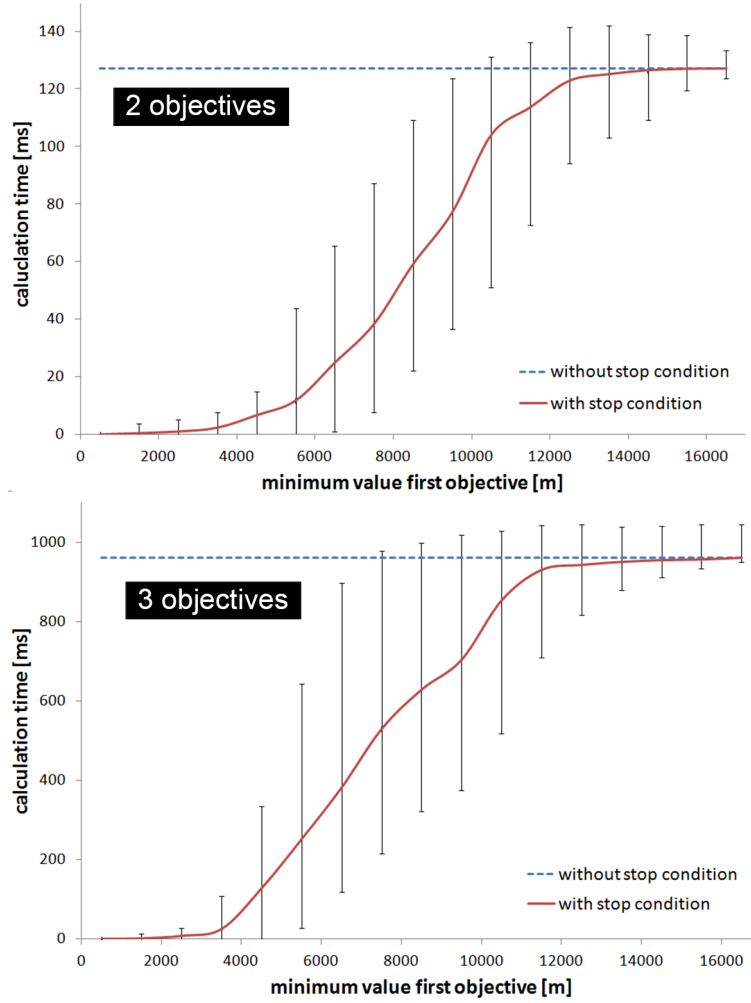 140
120
100
80
60
40
20
0
caluclation time [ms]
2 objectives
without stop condition
with stop condition
0 2000 4000 6000 8000 10000 12000 14000 16000
minimum value first objective [m]
1000
800
600
400
200
0
calculation time [ms]
3 objectives
without stop condition
with stop condition
0 2000 4000 6000 8000 10000 12000 14000 16000
minimum value first objective [m]